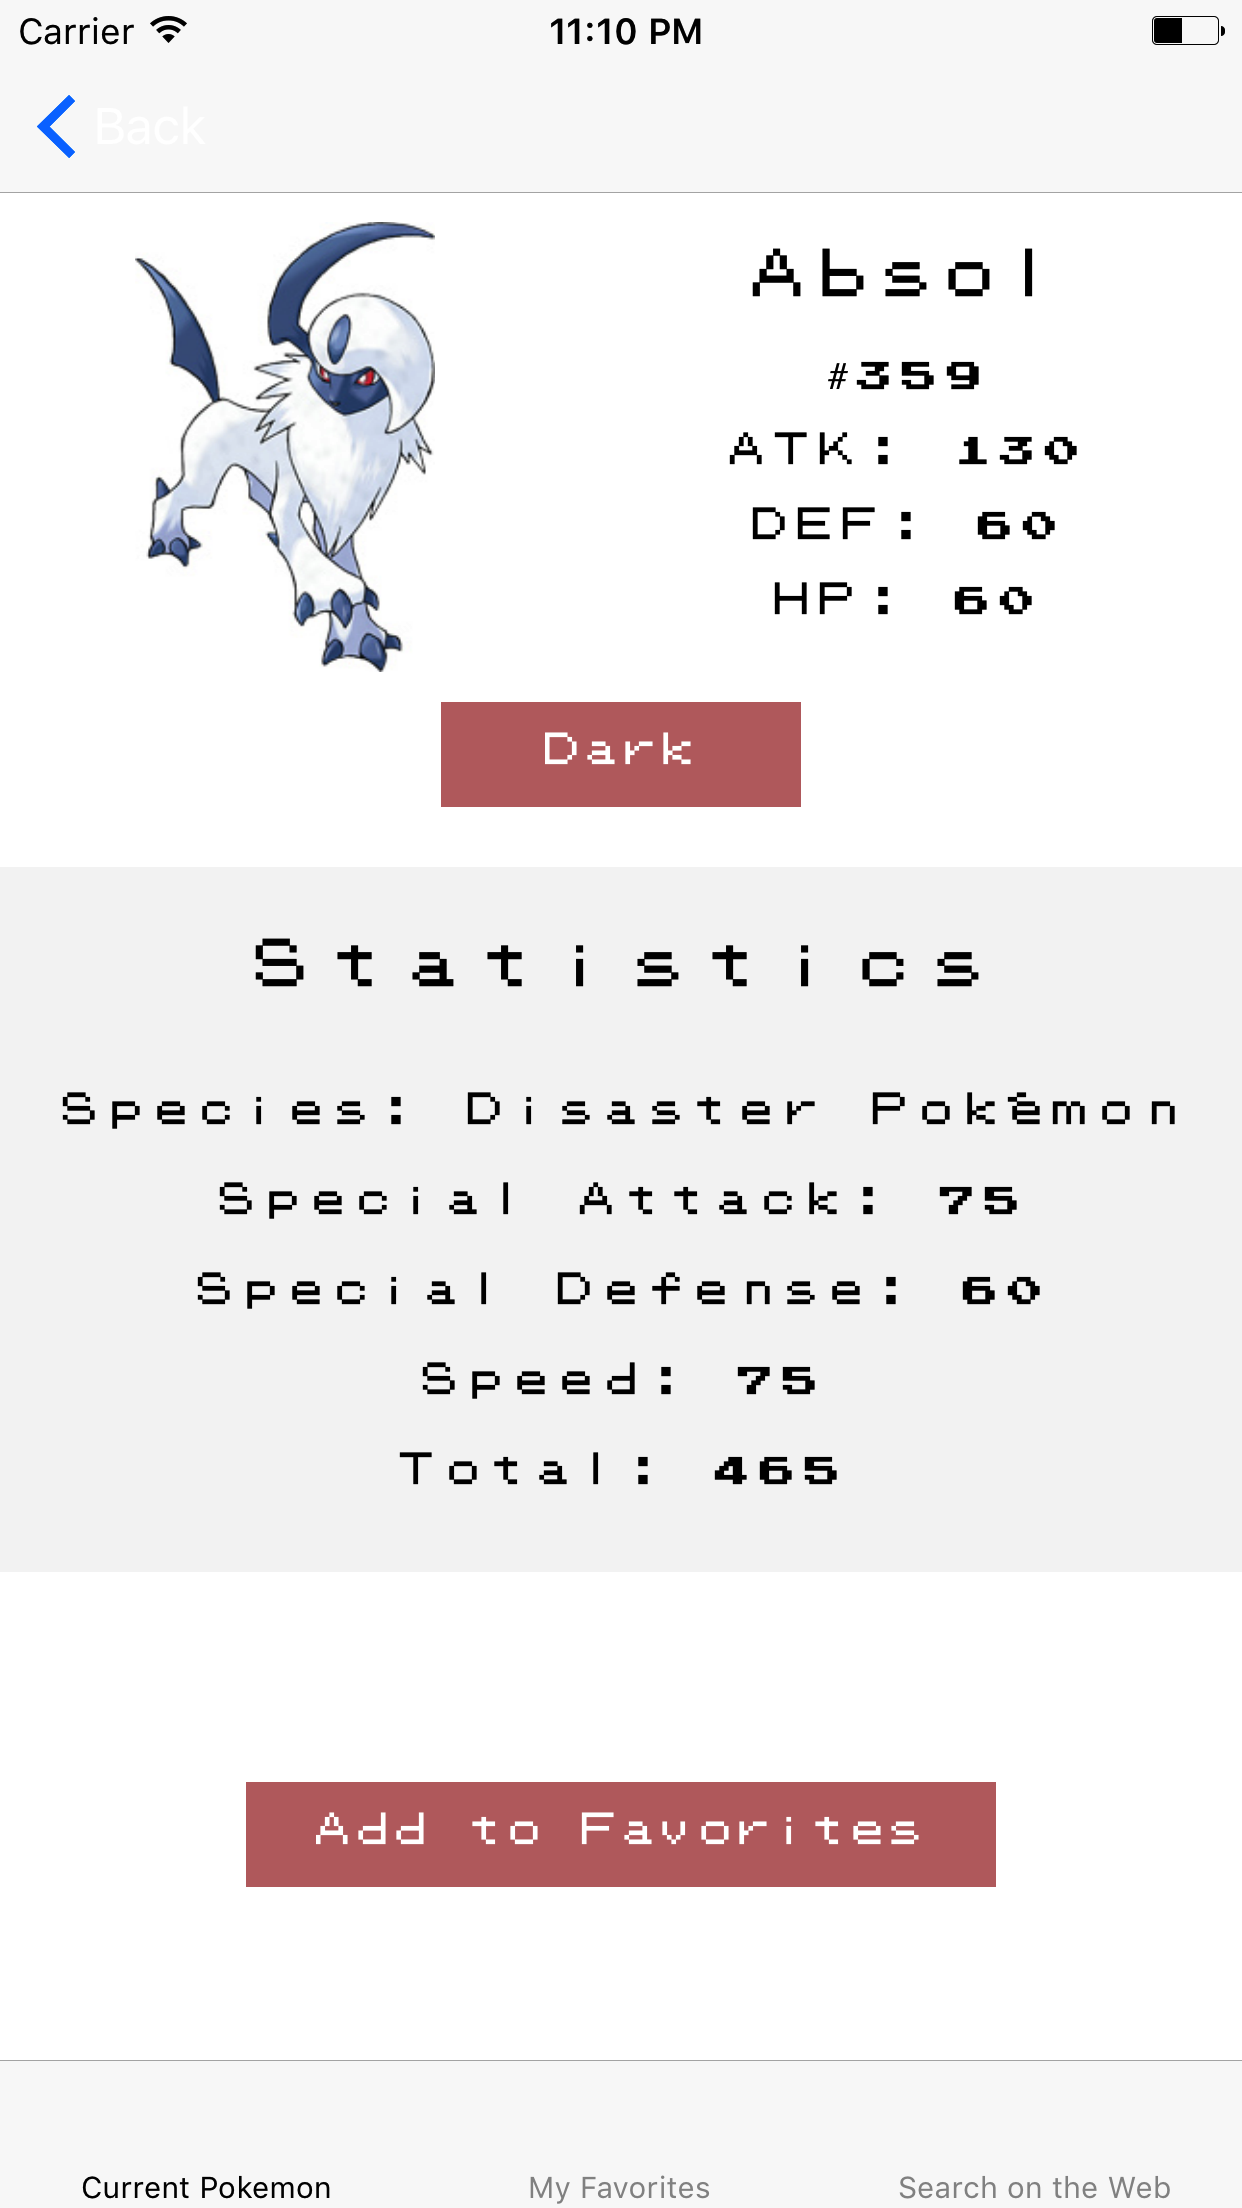 Carrier 11:10 PM
Back
Absol
#359
ATK: 130
DEF: 60
HP: 60
Dark
Statistics
Species: Disaster Pokémon
Special Attack: 75
Special Defense: 60
Speed: 75
Total: 465
Add to Favorites
Current Pokemon My Favorites Search on the Web